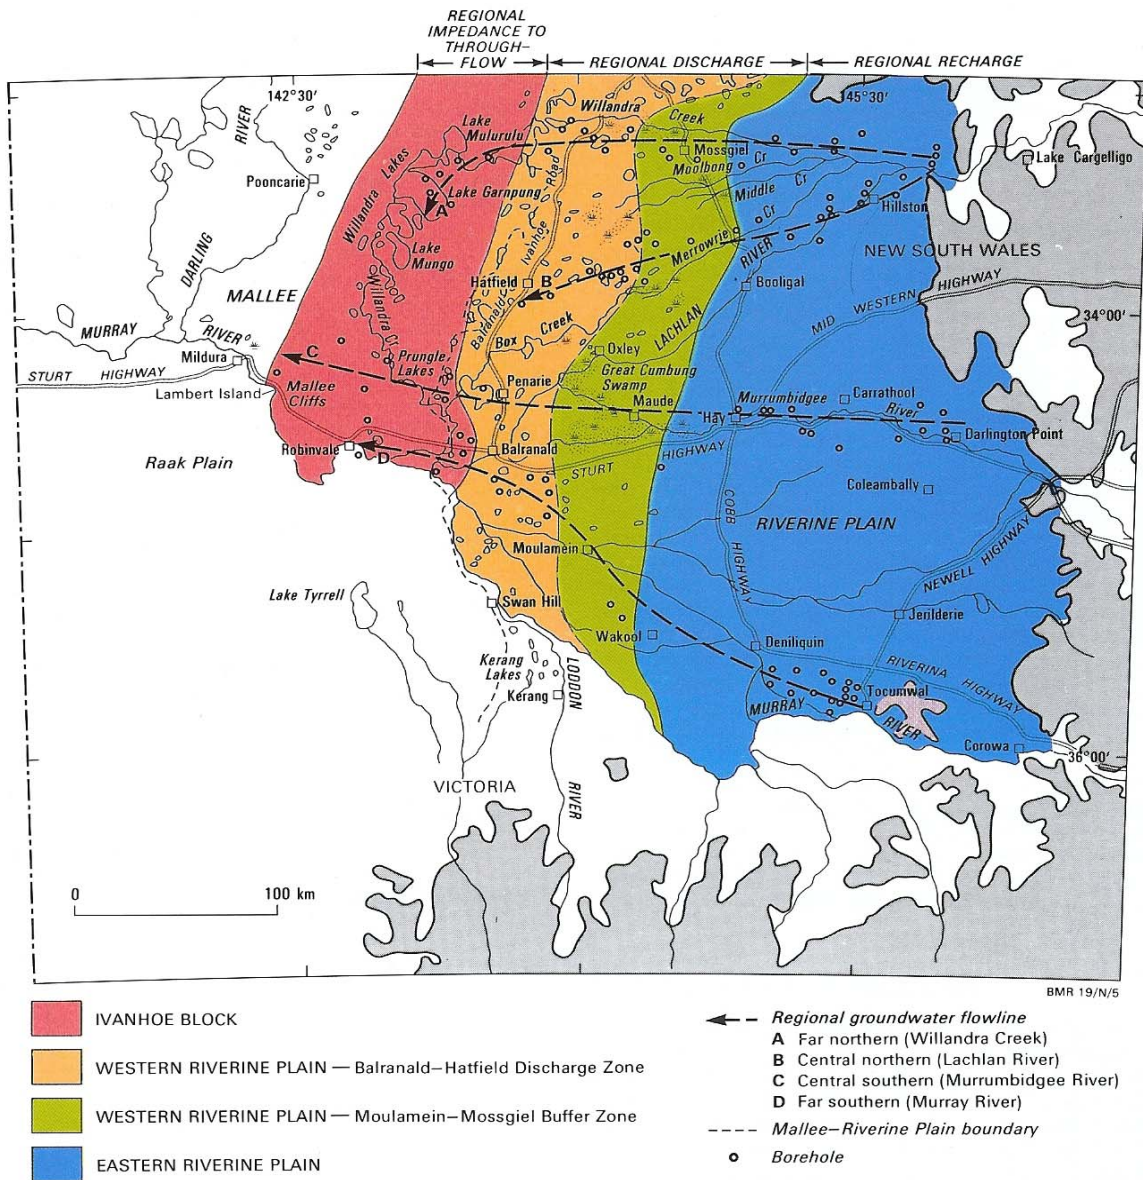 REGIONAL
IMPEDANCE TO
THROUGH–
FLOW
REGIONAL DISCHARGE
REGIONAL RECHARGE
142°30'
145°30'
Willandra
Creek
Lake
Mulurulu
Mossgiel
Moolbong
Cr
Lake Cargelligo
RIVER
Pooncarie
Willandra Lakes
Lake Garnpung
Road
Middle
Cr
Hillston
A
DARLING
Lake
Mungo
Ivanhoe
Merrowrie
Cr
RIVER
NEW SOUTH WALES
HIGHWAY
Hatfield
B
Booligal
WESTERN
MID
MALLEE
Willandra
Balranald
Creek
Box
LACHLAN
34°00'
MURRAY
RIVER
Mildura
C
Prungle
Lakes
Oxley
Great Cumbung
Swamp
STURT
HIGHWAY
Lambert Island
Mallee
Cliffs
Penarie
Maude
Murrumbidgee
Carrathool
River
Hay
Darlington Point
Robinvale
D
Balranald
STURT
HIGHWAY
Raak Plain
Coleambally
COBB
RIVERINE PLAIN
HIGHWAY
NEWELL
HIGHWAY
Moulamein
Lake Tyrrell
Swan Hill
Jerilderie
Wakool
Deniliquin
RIVERINA
HIGHWAY
Kerang
Lakes
Kerang
LODDON
RIVER
Tocumwal
MURRAY
RIVER
Corowa
36°00'
VICTORIA
0
100 km
BMR 19/N/5
IVANHOE BLOCK
WESTERN RIVERINE PLAIN — Balranald–Hatfield Discharge Zone
WESTERN RIVERINE PLAIN — Moulamein–Mossgiel Buffer Zone
EASTERN RIVERINE PLAIN
Regional groundwater flowline
A Far northern (Willandra Creek)
B Central northern (Lachlan River)
C Central southern (Murrumbidgee River)
D Far southern (Murray River)
Mallee–Riverine Plain boundary
Borehole